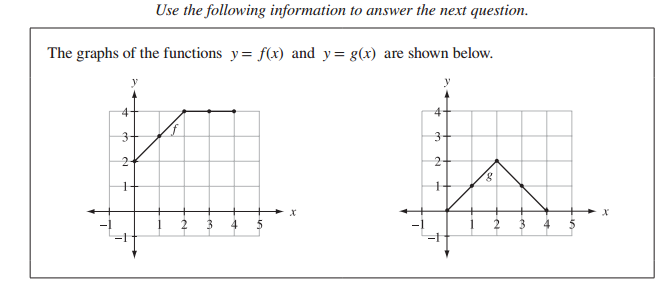 Use the following information to answer the next question.
The graphs of the functions y = f(x) and y = g(x) are shown below.
y
4
3
2
1
–1
f
–1 1 2 3 4 5
x
y
4
3
2
1
–1
g
–1 1 2 3 4 5
x